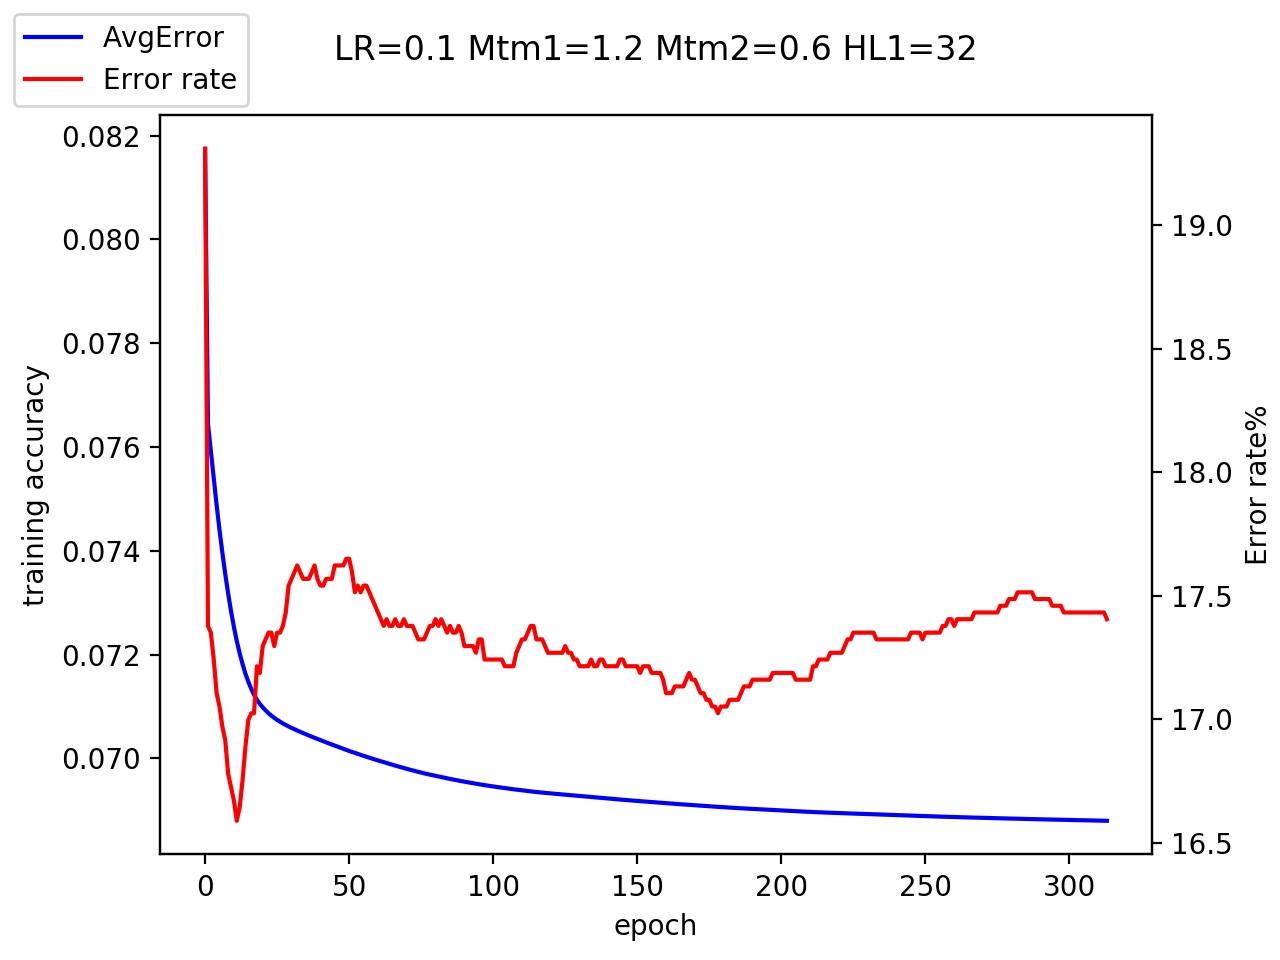 AvgError
Error rate
LR=0.1 Mtm1=1.2 Mtm2=0.6 HL1=32
0.082
0.080
0.078
0.076
0.074
0.072
0.070
training accuracy
19.0
18.5
18.0
17.5
17.0
16.5
Error rate%
0 50 100 150 200 250 300
epoch